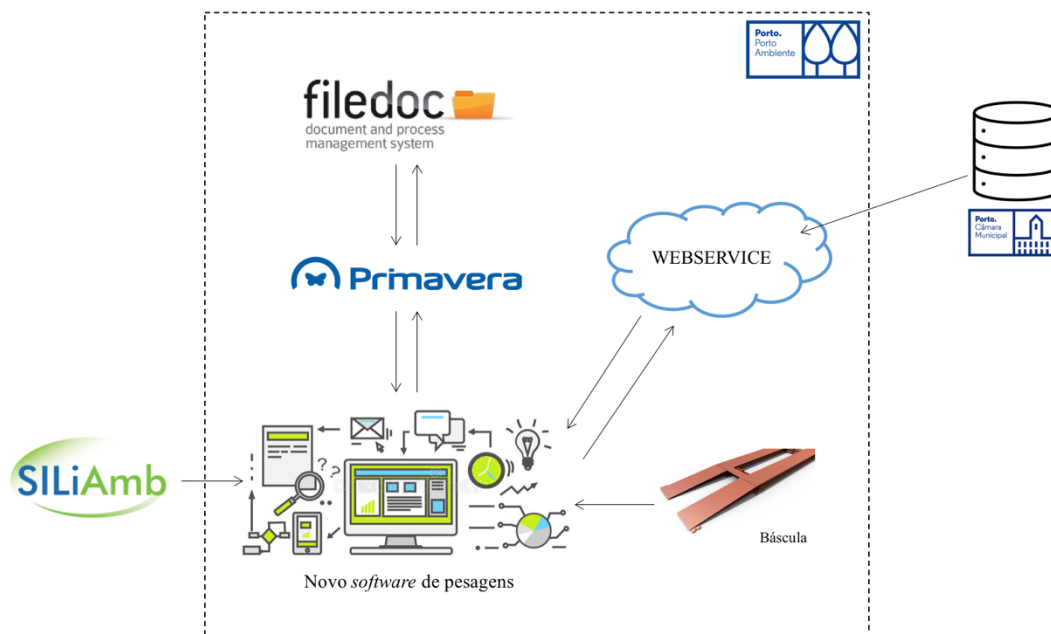 Porto.
Porto
Ambiente
filedoc
document and process
management system
Porto.
Câmara
Municipal
WEBSERVICE
Primavera
SILiAmb
? ?
Báscula
Novo software de pesagens